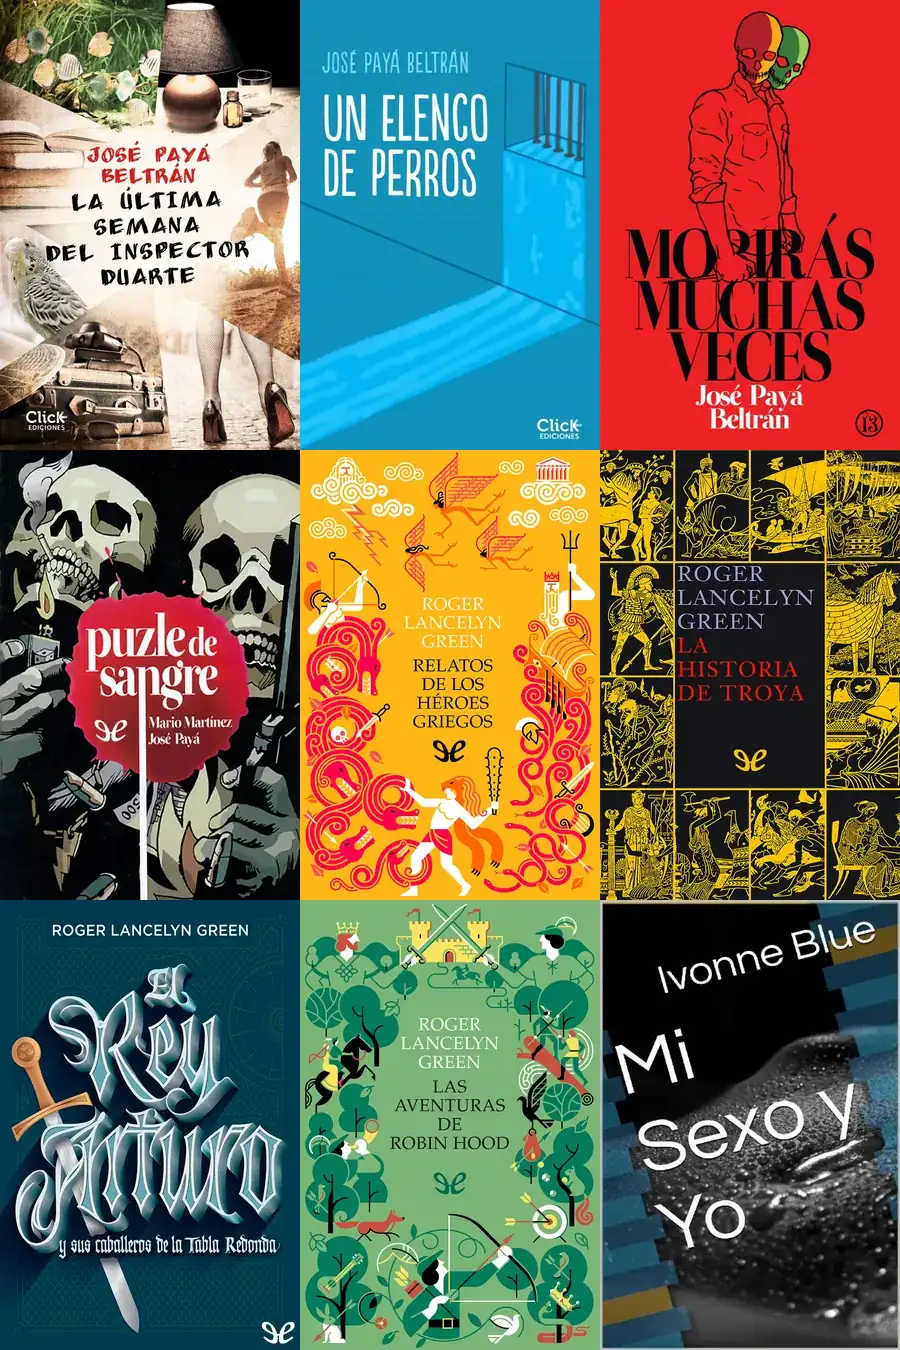 JOSÉ PAYÁ
BELTRÁN
LA ÚLTIMA
SEMANA
DEL INSPECTOR
DUARTE
Click
EDICIONES
JOSÉ PAYÁ BELTRÁN
UN ELENCO
DE PERROS
Click
EDICIONES
MORIRÁS
MUCHAS
VECES
José Payá
Beltrán
13
puzle de
sangre
Mario Martínez
José Payá
ROGER
LANCELYN
GREEN
RELATOS
DE LOS
HÉROES
GRIEGOS
ROGER
LANCELYN
GREEN
LA
HISTORIA
DE TROYA
ROGER LANCELYN GREEN
El
Rey
Arturo
y sus caballeros de la Tabla Redonda
ROGER
LANCELYN
GREEN
LAS
AVENTURAS
DE
ROBIN HOOD
Ivonne Blue
Mi
Sexo y
Yo